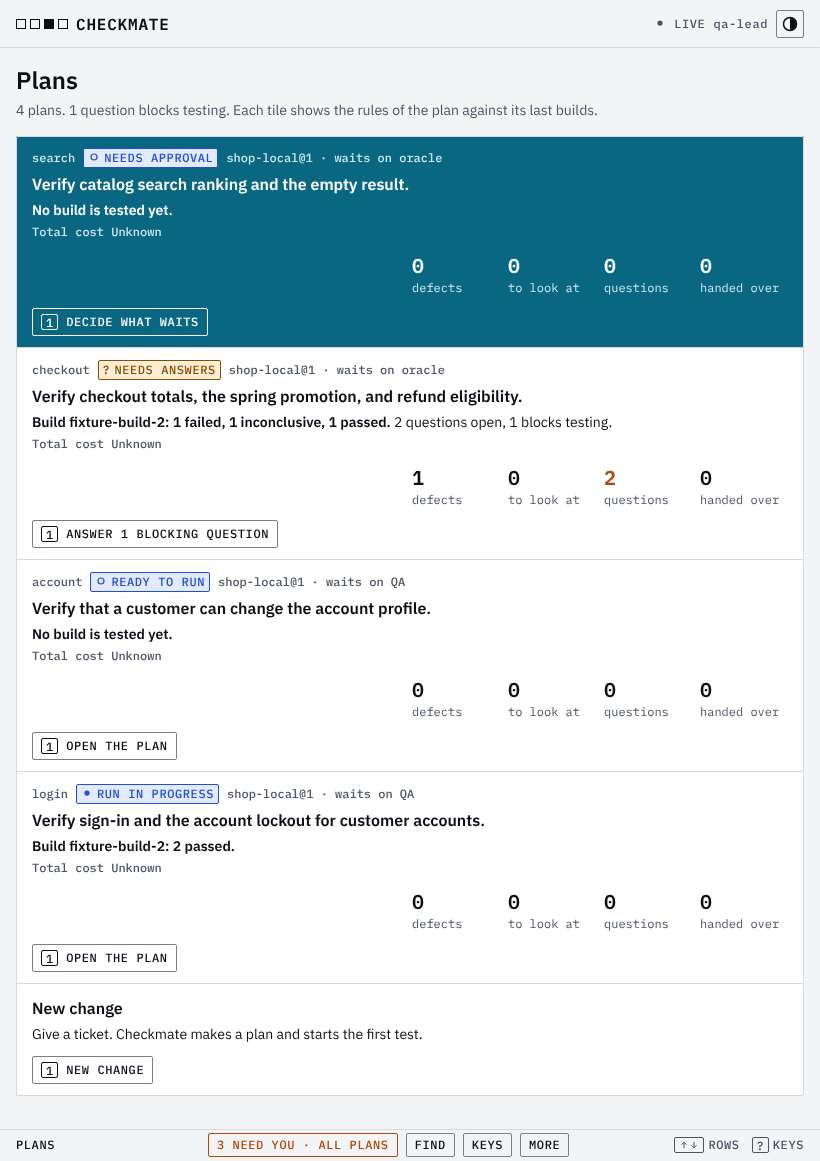 CHECKMATE
LIVE qa-lead
Plans
4 plans. 1 question blocks testing. Each tile shows the rules of the plan against its last builds.
search NEEDS APPROVAL shop-local@1 · waits on oracle
Verify catalog search ranking and the empty result.
No build is tested yet.
Total cost Unknown
0 0 0 0
defects to look at questions handed over
1 DECIDE WHAT WAITS
checkout ? NEEDS ANSWERS shop-local@1 · waits on oracle
Verify checkout totals, the spring promotion, and refund eligibility.
Build fixture-build-2: 1 failed, 1 inconclusive, 1 passed. 2 questions open, 1 blocks testing.
Total cost Unknown
1 0 2 0
defects to look at questions handed over
1 ANSWER 1 BLOCKING QUESTION
account READY TO RUN shop-local@1 · waits on QA
Verify that a customer can change the account profile.
No build is tested yet.
Total cost Unknown
0 0 0 0
defects to look at questions handed over
1 OPEN THE PLAN
login RUN IN PROGRESS shop-local@1 · waits on QA
Verify sign-in and the account lockout for customer accounts.
Build fixture-build-2: 2 passed.
Total cost Unknown
0 0 0 0
defects to look at questions handed over
1 OPEN THE PLAN
New change
Give a ticket. Checkmate makes a plan and starts the first test.
1 NEW CHANGE
PLANS 3 NEED YOU · ALL PLANS FIND KEYS MORE ↑↓ ROWS ? KEYS